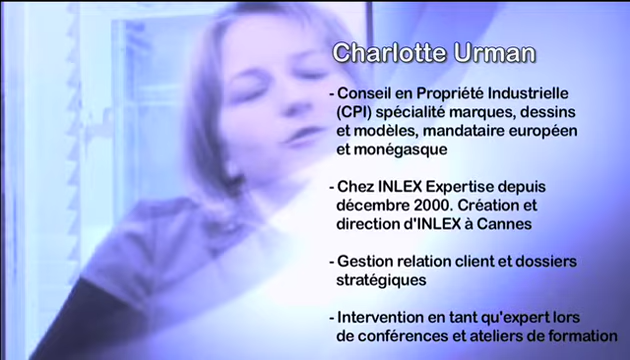 Charlotte Urman
- Conseil en Propriété Industrielle
(CPI) spécialité marques, dessins
et modèles, mandataire européen
et monégasque
- Chez INLEX Expertise depuis
décembre 2000. Création et
direction d'INLEX à Cannes
- Gestion relation client et dossiers
stratégiques
- Intervention en tant qu'expert lors
de conférences et ateliers de formation